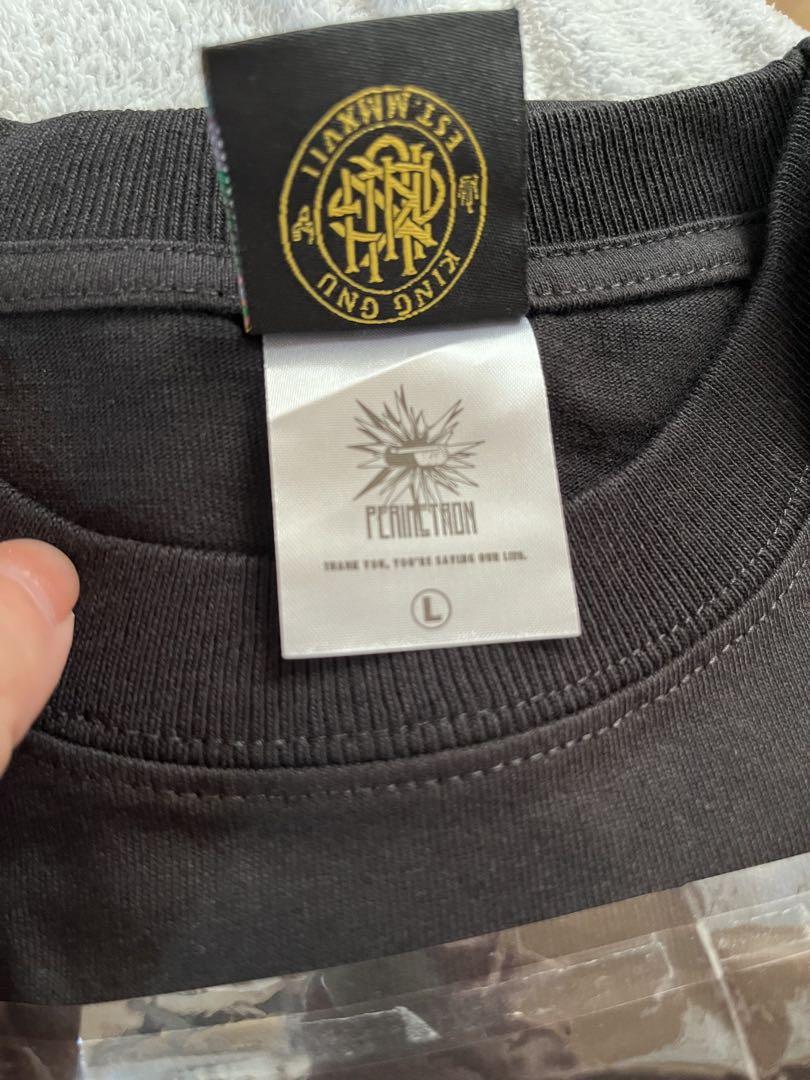 EST. MMXVII
KING GNU
PERIMETRON
THANK YOU, YOU'RE SAVING OUR LIFE.
L